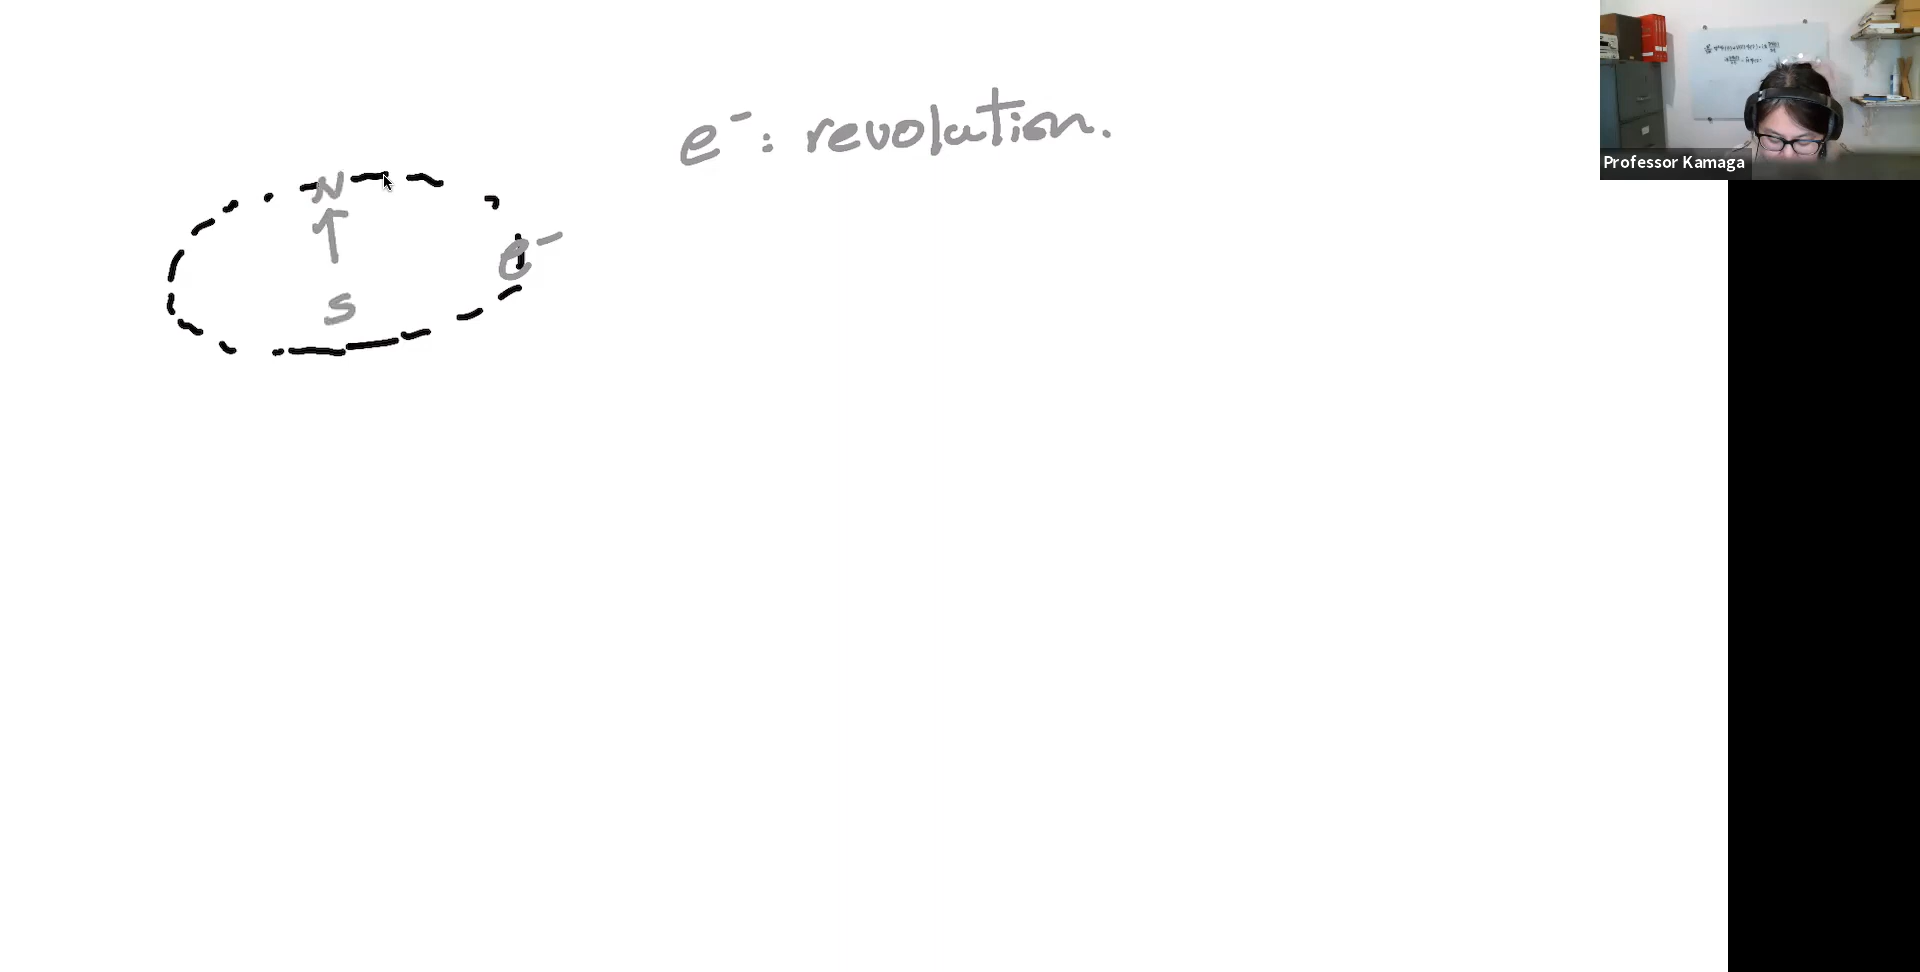 e⁻: revolution.
N
e⁻
S
Professor Kamaga